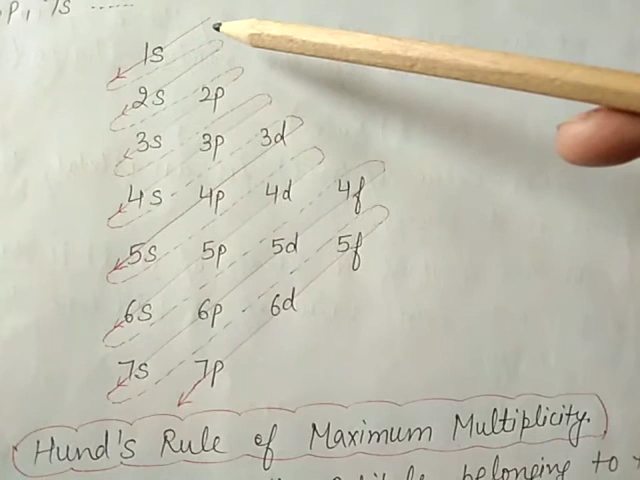 p, 7s ......
1s
2s 2p
3s 3p 3d
4s 4p 4d 4f
5s 5p 5d 5f
6s 6p 6d
7s 7p
Hund's Rule of Maximum Multiplicity.
belonging to